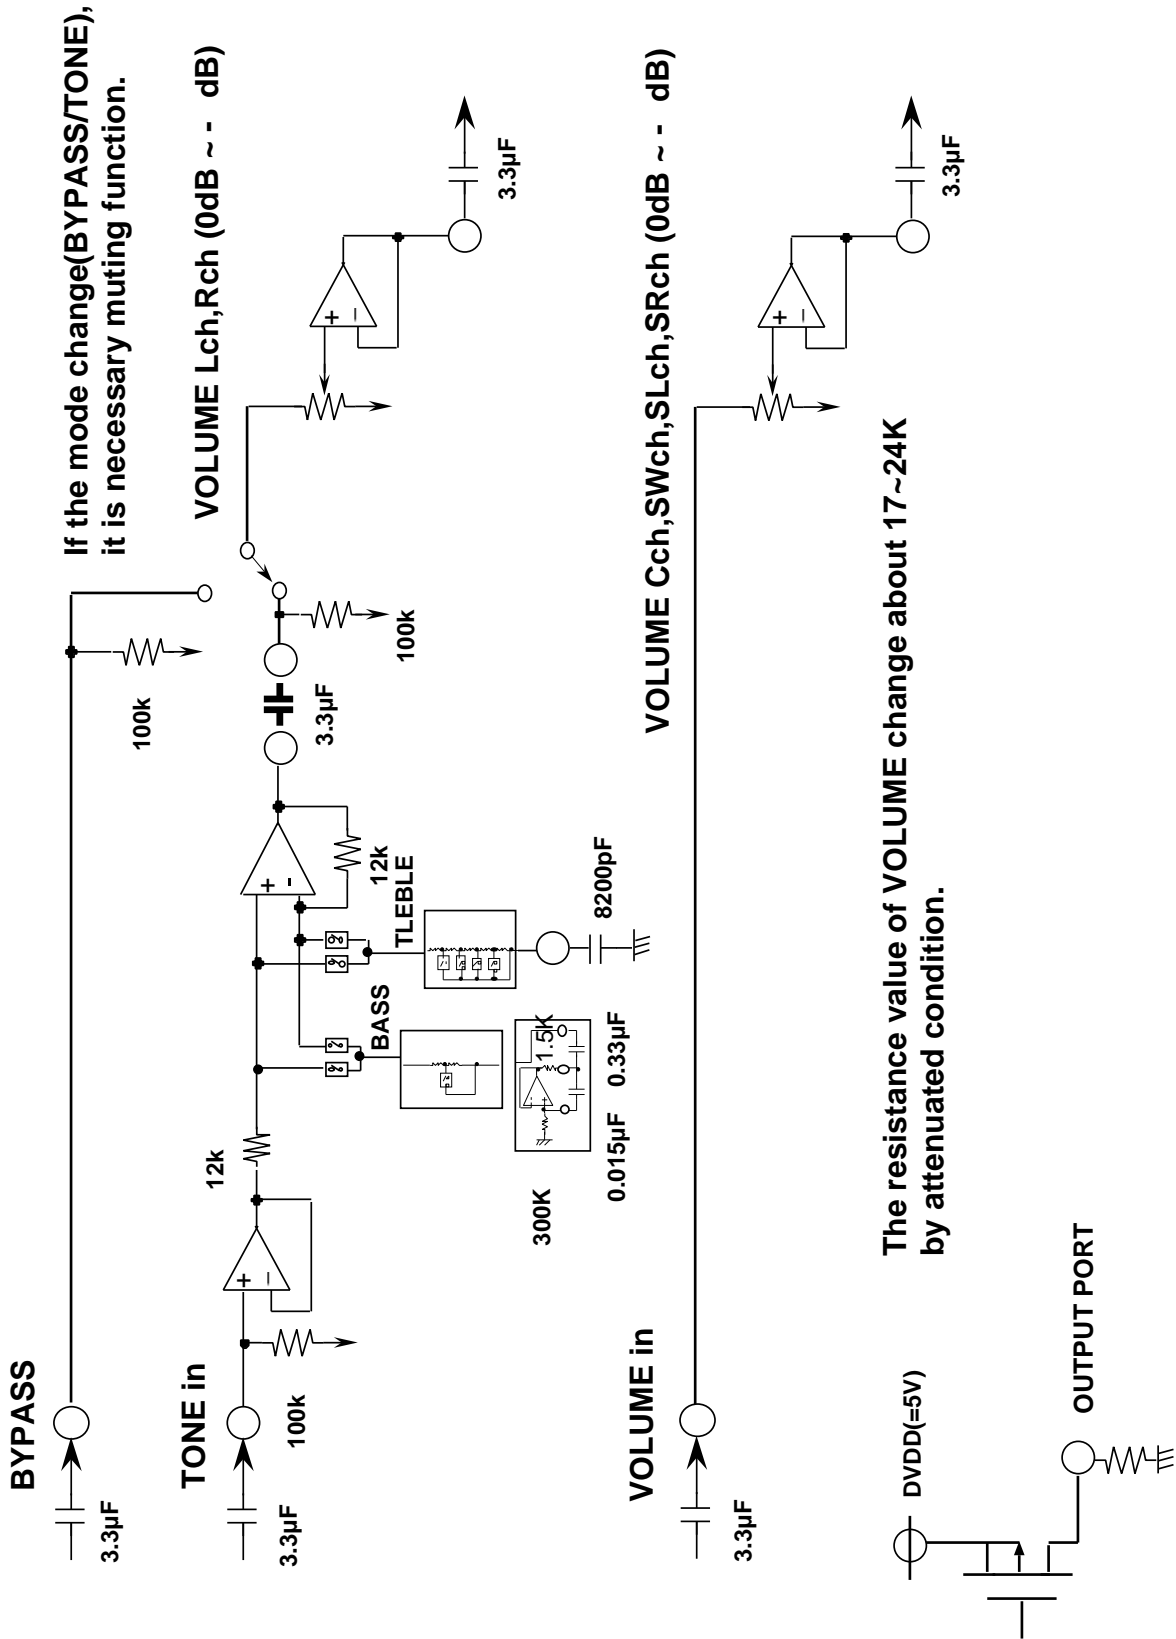 If the mode change(BYPASS/TONE),
it is necessary muting function.
BYPASS
3.3µF
100k
VOLUME Lch,Rch (0dB ~ - dB)
TONE in
3.3µF
100k
12k
BASS
TLEBLE
12k
3.3µF
100k
3.3µF
300K
1.5K
0.015µF
0.33µF
8200pF
VOLUME Cch,SWch,SLch,SRch (0dB ~ - dB)
VOLUME in
3.3µF
3.3µF
The resistance value of VOLUME change about 17~24K
by attenuated condition.
DVDD(=5V)
OUTPUT PORT